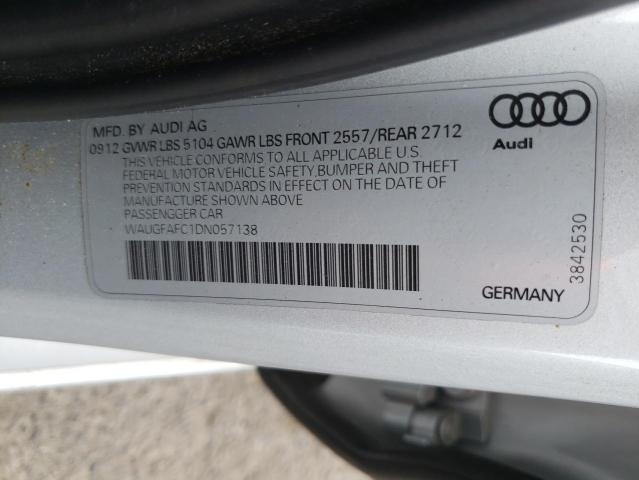 MFD. BY AUDI AG
0912 GVWR LBS 5104 GAWR LBS FRONT 2557/REAR 2712
THIS VEHICLE CONFORMS TO ALL APPLICABLE U.S.
FEDERAL MOTOR VEHICLE SAFETY,BUMPER AND THEFT
PREVENTION STANDARDS IN EFFECT ON THE DATE OF
MANUFACTURE SHOWN ABOVE
PASSENGGER CAR
WAUGFAFC1DN057138
Audi
3842530
GERMANY